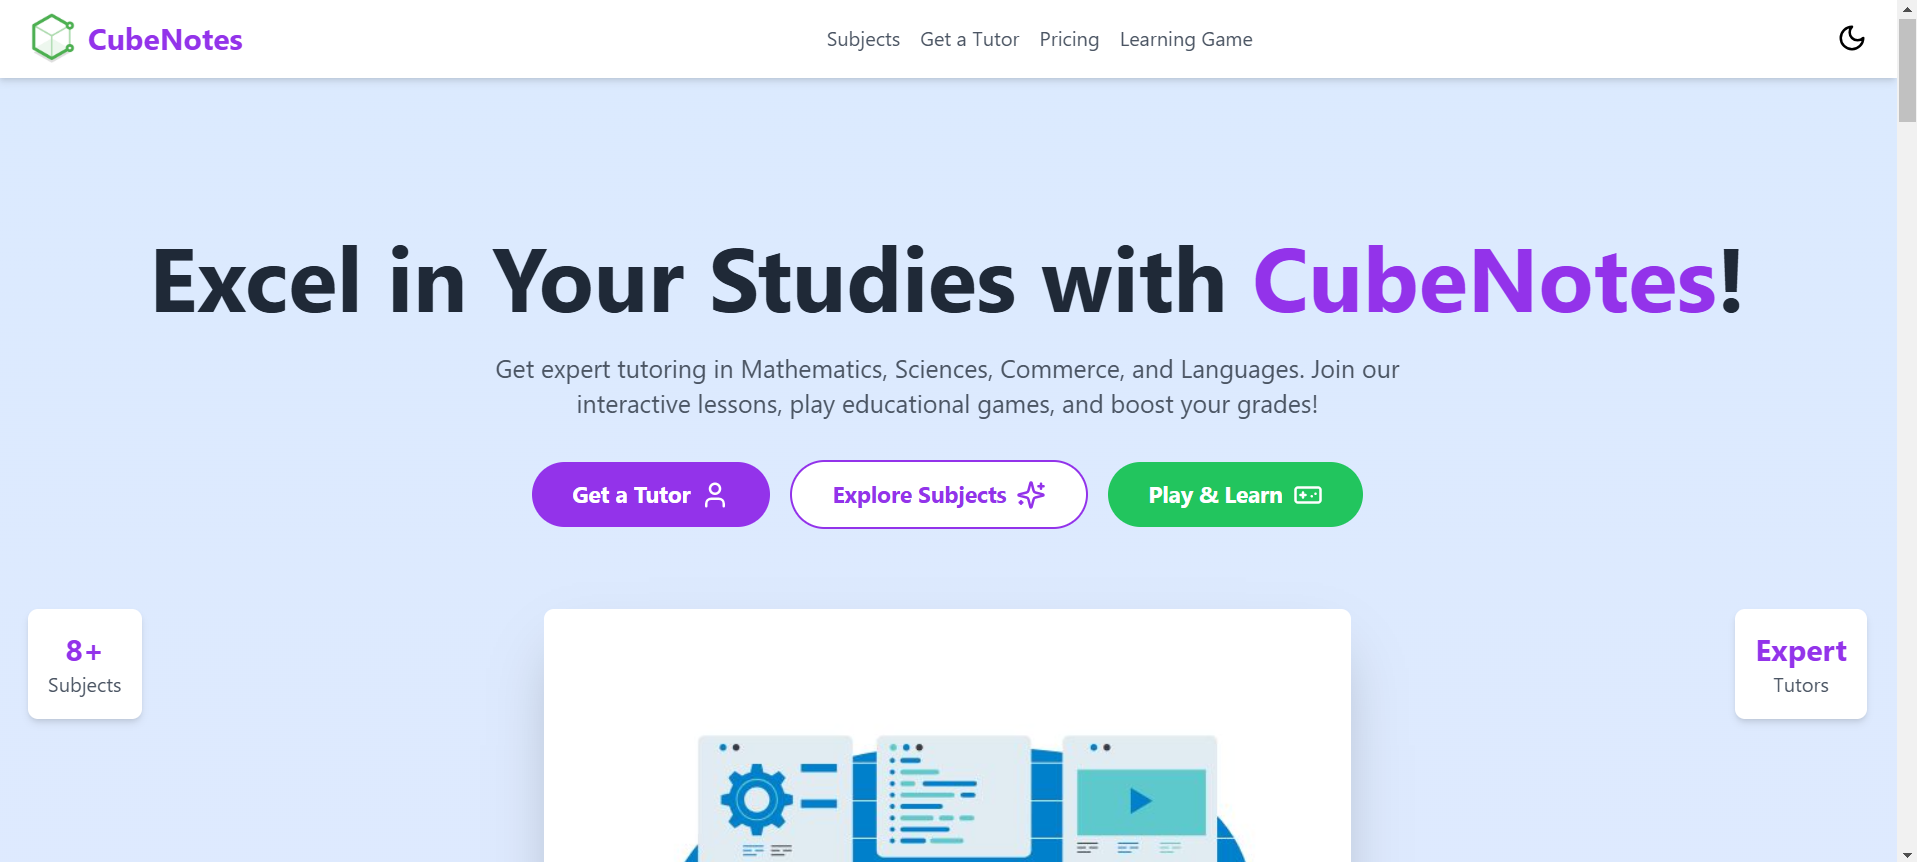 CubeNotes
Subjects Get a Tutor Pricing Learning Game
Excel in Your Studies with CubeNotes!
Get expert tutoring in Mathematics, Sciences, Commerce, and Languages. Join our
interactive lessons, play educational games, and boost your grades!
Get a Tutor
Explore Subjects
Play & Learn
8+
Subjects
Expert
Tutors